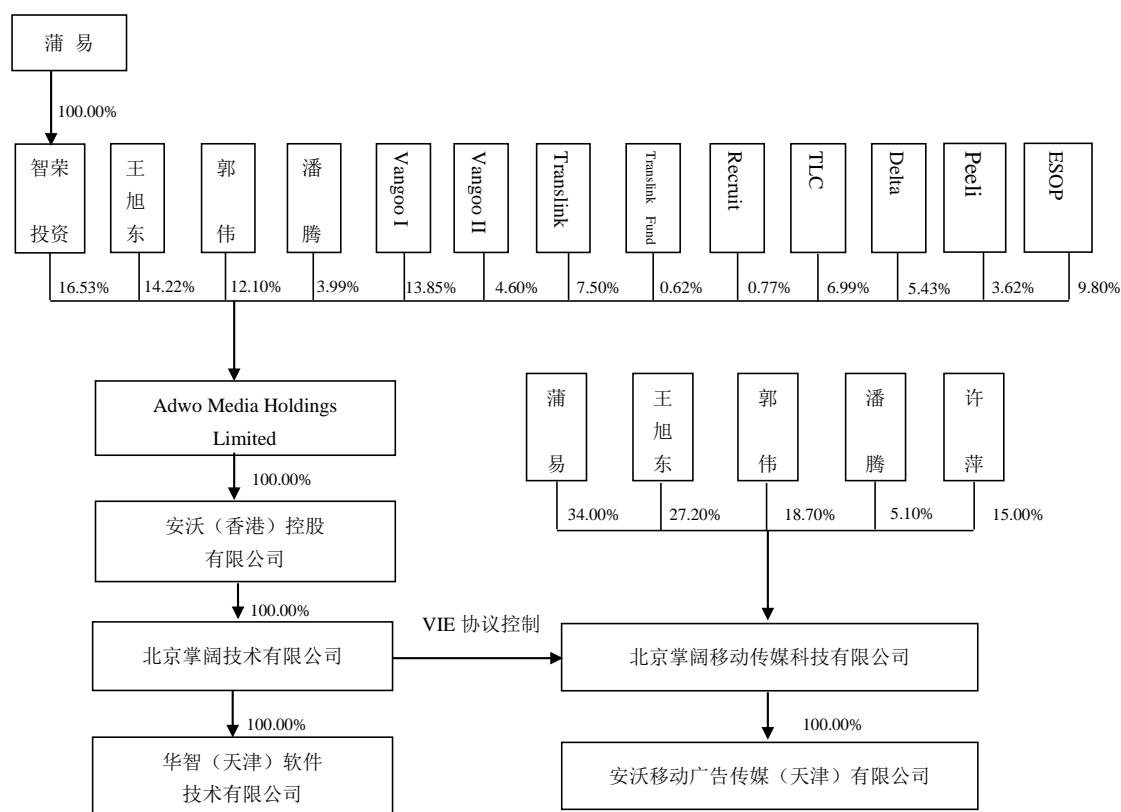 蒲 易
100.00%
智荣投资
王旭东
郭伟
潘腾
Vangoo I
Vangoo II
Translink
Translink Fund
Recruit
TLC
Delta
Peeli
ESOP
16.53%
14.22%
12.10%
3.99%
13.85%
4.60%
7.50%
0.62%
0.77%
6.99%
5.43%
3.62%
9.80%
Adwo Media Holdings
Limited
蒲易
王旭东
郭伟
潘腾
许萍
34.00%
27.20%
18.70%
5.10%
15.00%
100.00%
安沃（香港）控股
有限公司
100.00%
北京掌阔技术有限公司
VIE 协议控制
北京掌阔移动传媒科技有限公司
100.00%
100.00%
华智（天津）软件
技术有限公司
安沃移动广告传媒（天津）有限公司